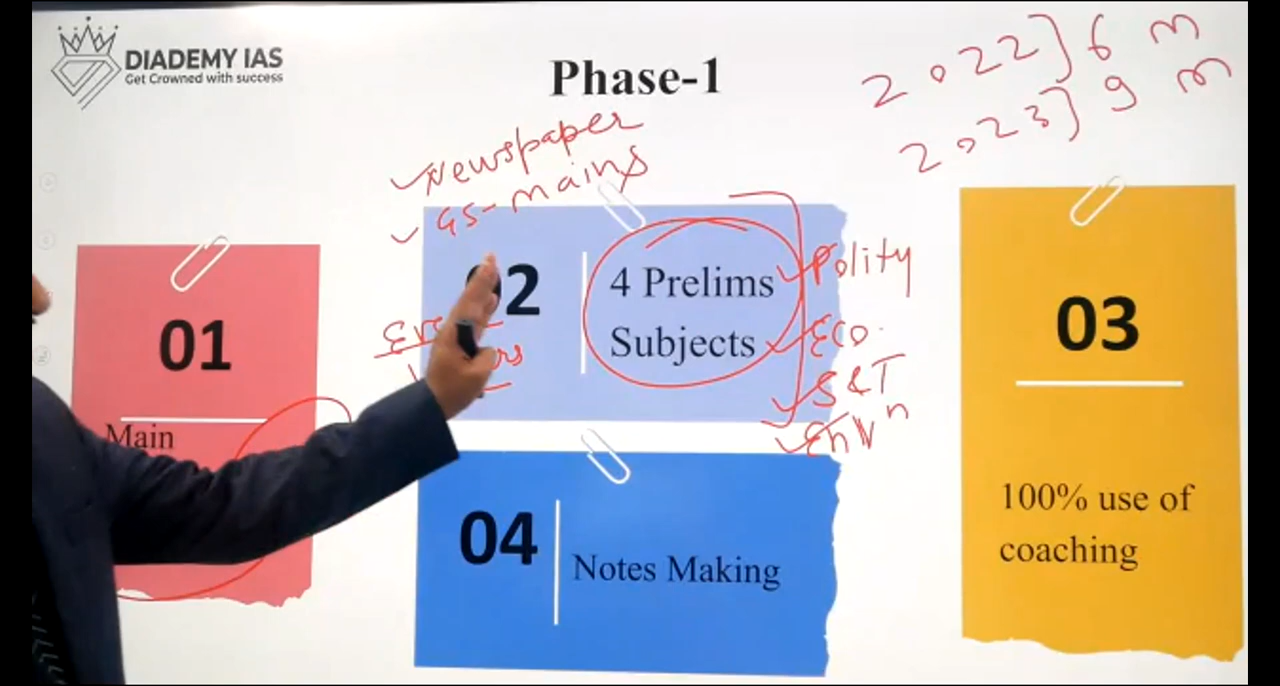 DIADEMY IAS
Get Crowned with success
Phase-1
2022] 6 m
2023] 9 m
Newspaper
GS-mains
01
Main
02
4 Prelims
Subjects
Polity
Eco.
S&T
Envn
03
100% use of
coaching
04
Notes Making